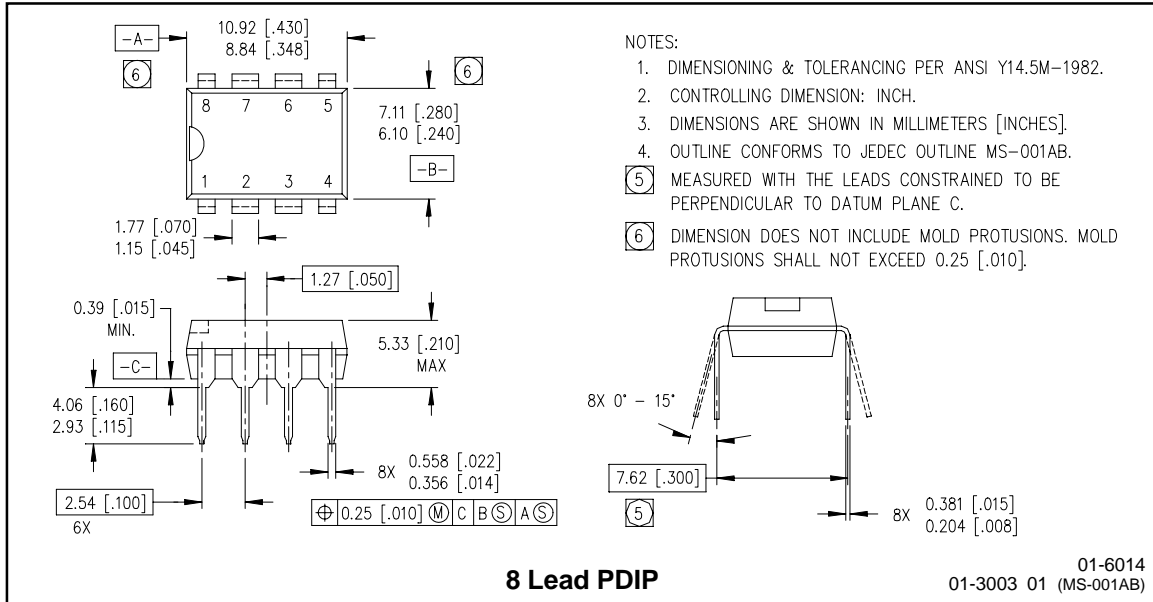 -A-
10.92 [.430]
8.84 [.348]
6
6
8 7 6 5
1 2 3 4
7.11 [.280]
6.10 [.240]
-B-
1.77 [.070]
1.15 [.045]
1.27 [.050]
0.39 [.015]
MIN.
-C-
5.33 [.210]
MAX
4.06 [.160]
2.93 [.115]
2.54 [.100]
6X
8X 0.558 [.022]
0.356 [.014]
⌖ 0.25 [.010] Ⓜ C B Ⓢ A Ⓢ
NOTES:
1. DIMENSIONING & TOLERANCING PER ANSI Y14.5M-1982.
2. CONTROLLING DIMENSION: INCH.
3. DIMENSIONS ARE SHOWN IN MILLIMETERS [INCHES].
4. OUTLINE CONFORMS TO JEDEC OUTLINE MS-001AB.
5 MEASURED WITH THE LEADS CONSTRAINED TO BE
PERPENDICULAR TO DATUM PLANE C.
6 DIMENSION DOES NOT INCLUDE MOLD PROTUSIONS. MOLD
PROTUSIONS SHALL NOT EXCEED 0.25 [.010].
8X 0° - 15°
7.62 [.300]
5
8X 0.381 [.015]
0.204 [.008]
8 Lead PDIP
01-6014
01-3003 01 (MS-001AB)